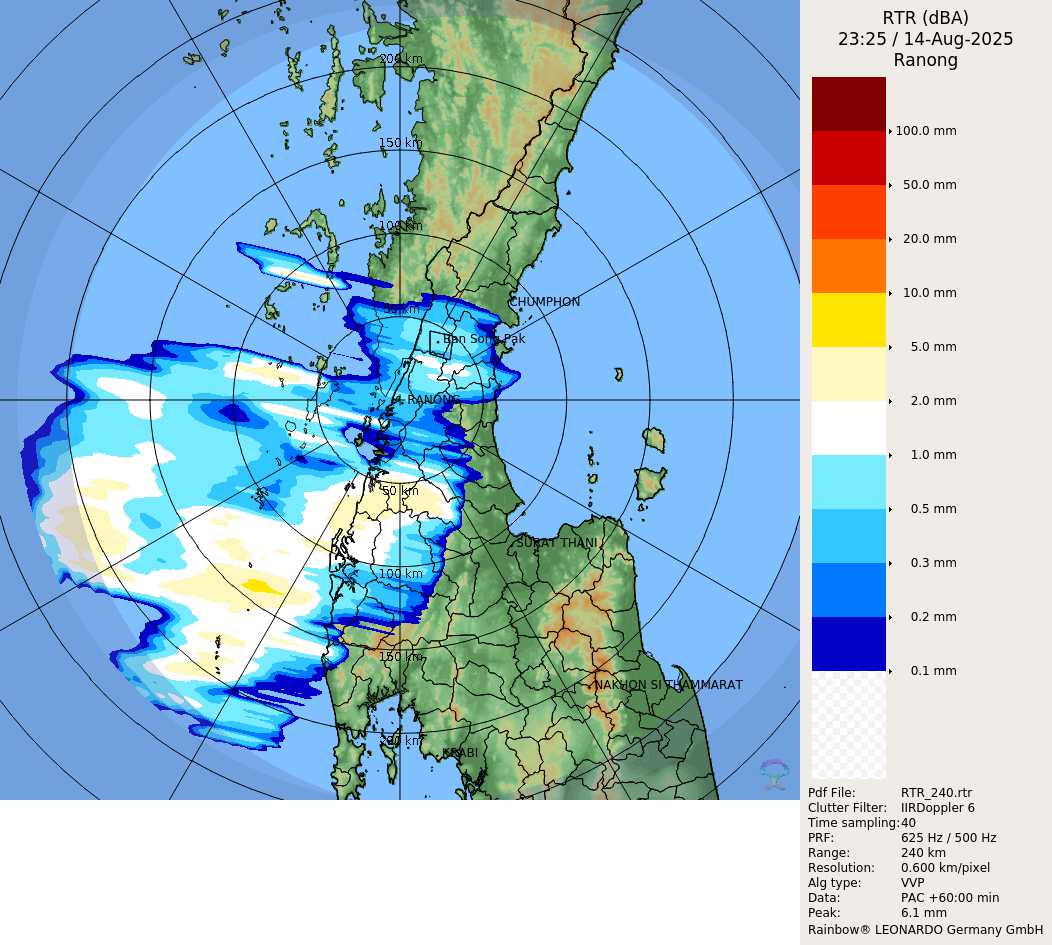 RTR (dBA)
23:25 / 14-Aug-2025
Ranong
200 km
150 km
100 km
50 km
CHUMPHON
Ban Song Pak
RANONG
50 km
SURAT THANI
100 km
150 km
NAKHON SI THAMMARAT
200 km
KRABI
100.0 mm
50.0 mm
20.0 mm
10.0 mm
5.0 mm
2.0 mm
1.0 mm
0.5 mm
0.3 mm
0.2 mm
0.1 mm
Pdf File: RTR_240.rtr
Clutter Filter: IIRDoppler 6
Time sampling: 40
PRF: 625 Hz / 500 Hz
Range: 240 km
Resolution: 0.600 km/pixel
Alg type: VVP
Data: PAC +60:00 min
Peak: 6.1 mm
Rainbow® LEONARDO Germany GmbH